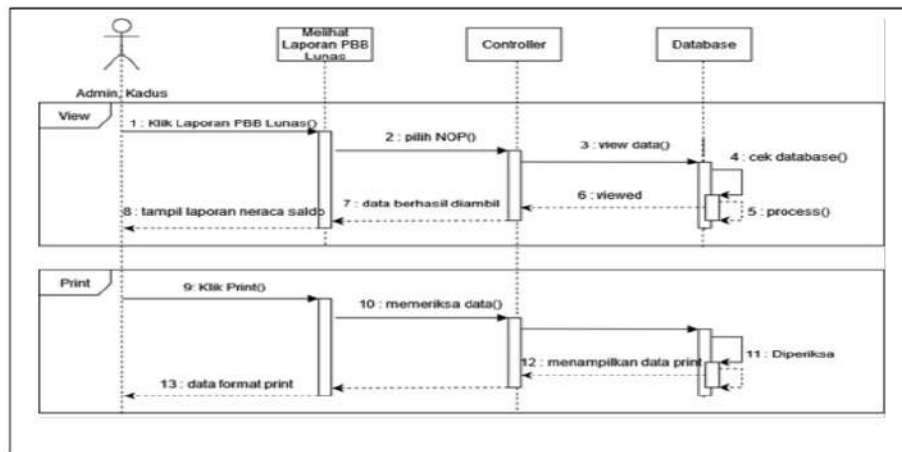 Melihat
Laporan PBB
Lunas
Controller
Database
Admin, Kadus
View
1 : Klik Laporan PBB Lunas()
2 : pilih NOP()
3 : view data()
4 : cek database()
5 : process()
6 : viewed
7 : data berhasil diambil
8 : tampil laporan neraca saldo
Print
9: Klik Print()
10 : memeriksa data()
11 : Diperiksa
12 : menampilkan data print
13 : data format print